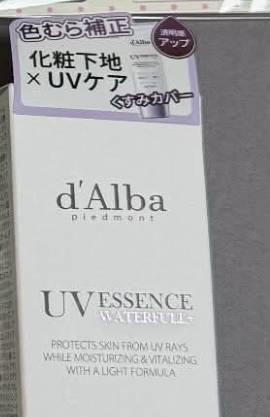 色むら補正
透明感
アップ
化粧下地
×UVケア
d'Alba
くすみカバー
d'Alba
piedmont
UV ESSENCE
WATERFULL+
PROTECTS SKIN FROM UV RAYS
WHILE MOISTURIZING & VITALIZING
WITH A LIGHT FORMULA